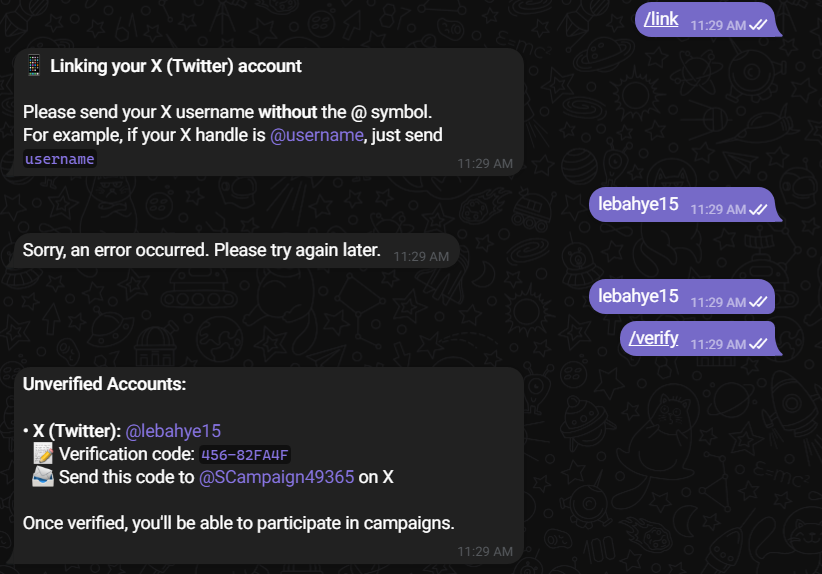 /link 11:29 AM
📱 Linking your X (Twitter) account
Please send your X username without the @ symbol.
For example, if your X handle is @username, just send
username
11:29 AM
lebahye15 11:29 AM
Sorry, an error occurred. Please try again later. 11:29 AM
lebahye15 11:29 AM
/verify 11:29 AM
Unverified Accounts:
• X (Twitter): @lebahye15
📝 Verification code: 456-82FA4F
📨 Send this code to @SCampaign49365 on X
Once verified, you'll be able to participate in campaigns.
11:29 AM